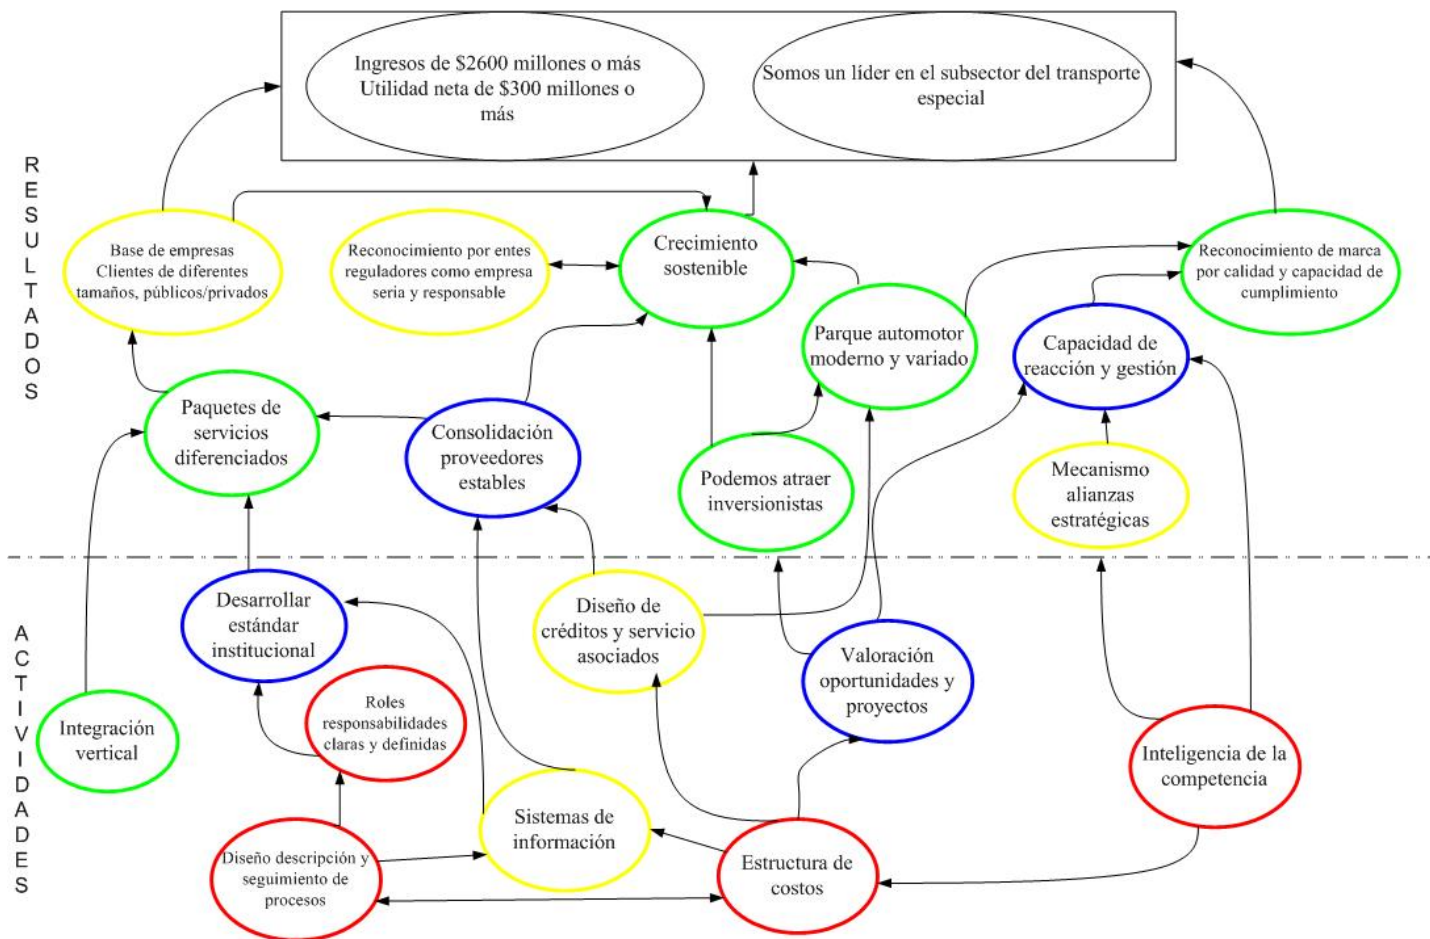 Ingresos de $2600 millones o más
Utilidad neta de $300 millones o
más
Somos un líder en el subsector del transporte
especial
RESULTADOS
Base de empresas
Clientes de diferentes
tamaños, públicos/privados
Reconocimiento por entes
reguladores como empresa
seria y responsable
Crecimiento
sostenible
Reconocimiento de marca
por calidad y capacidad de
cumplimiento
Parque automotor
moderno y variado
Capacidad de
reacción y gestión
Paquetes de
servicios
diferenciados
Consolidación
proveedores
estables
Podemos atraer
inversionistas
Mecanismo
alianzas
estratégicas
ACTIVIDADES
Desarrollar
estándar
institucional
Diseño de
créditos y servicio
asociados
Valoración
oportunidades y
proyectos
Integración
vertical
Roles
responsabilidades
claras y definidas
Inteligencia de la
competencia
Sistemas de
información
Diseño descripción y
seguimiento de
procesos
Estructura de
costos